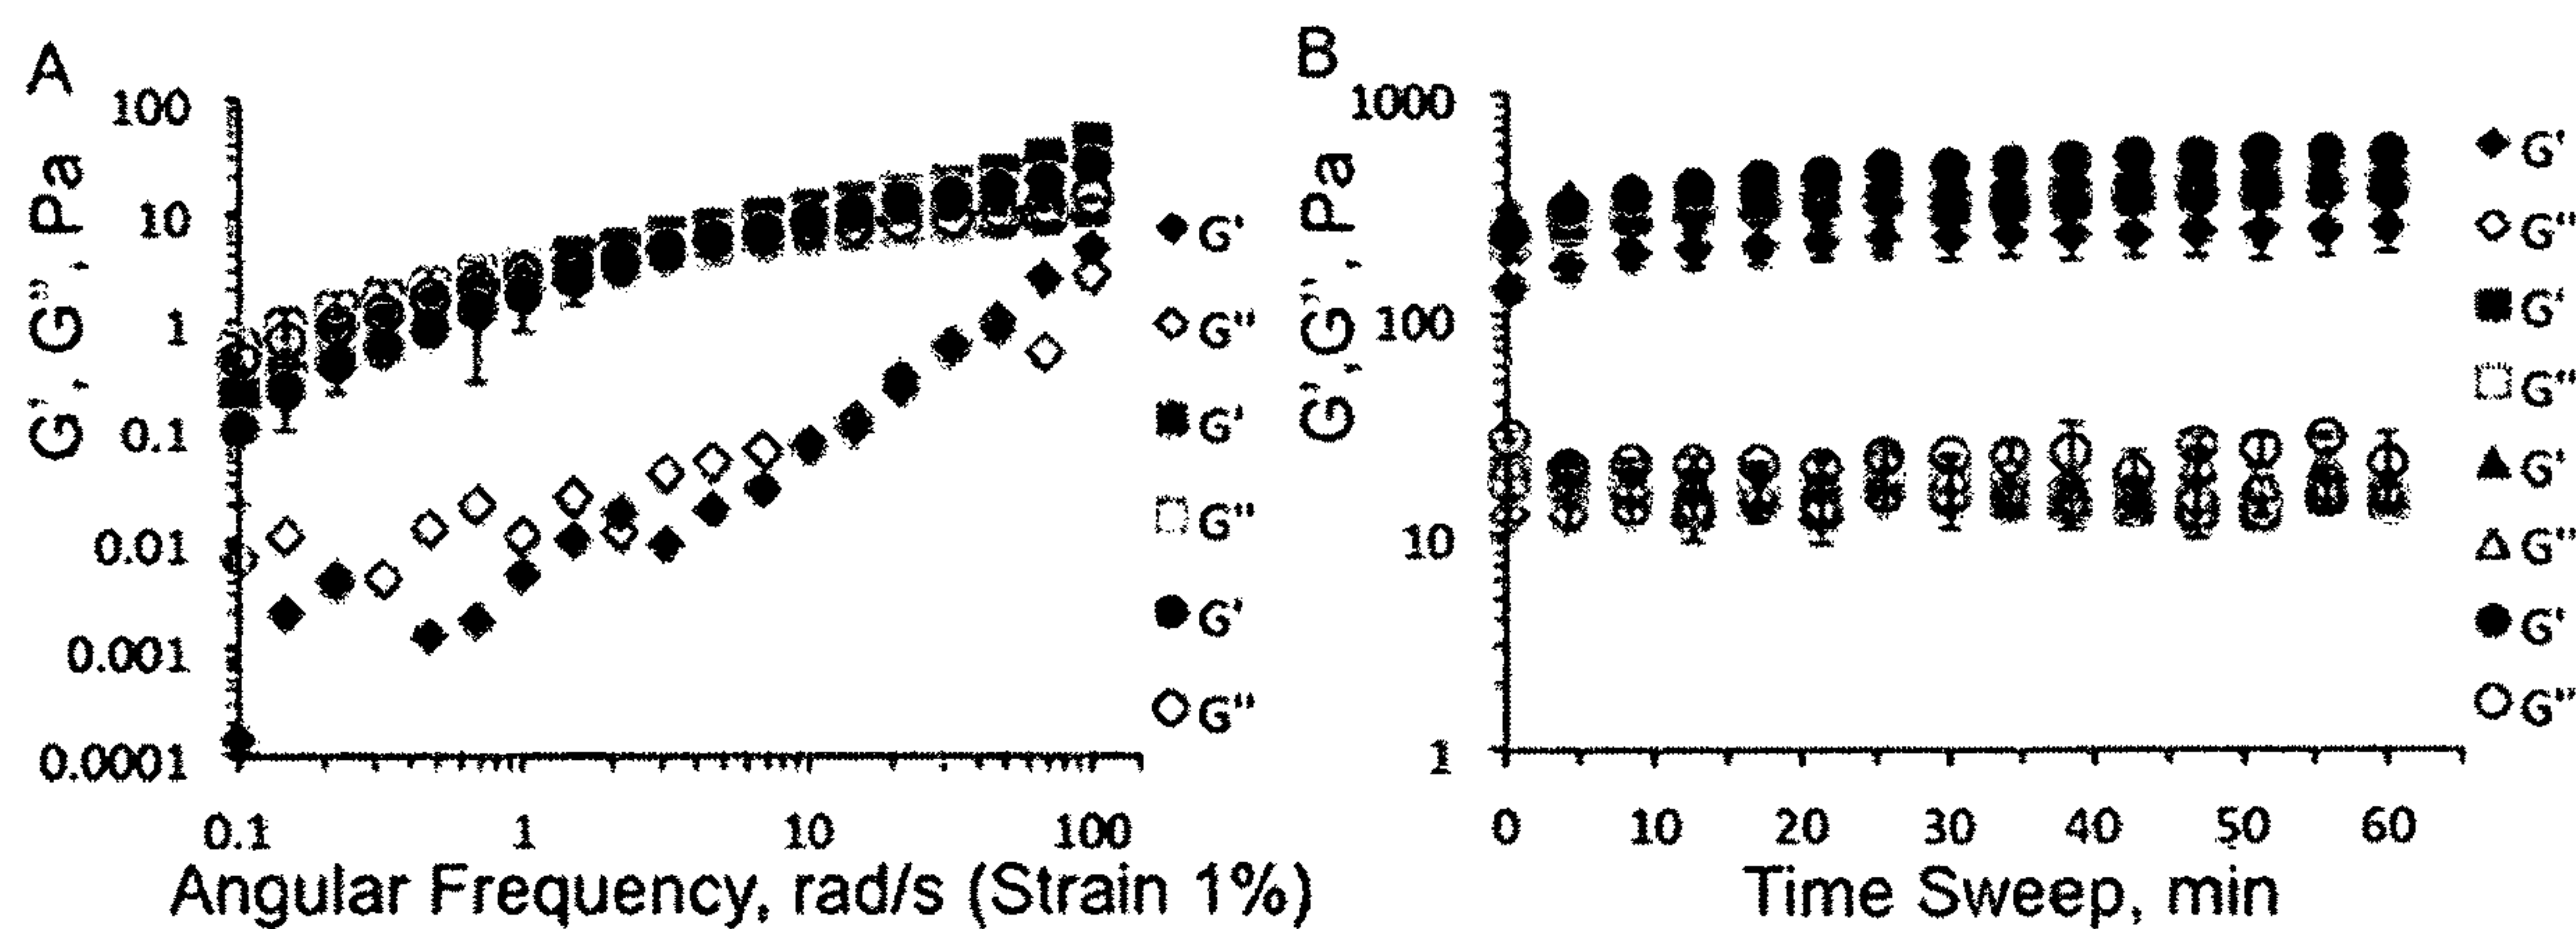 A
B
G', G", Pa
100
10
1
0.1
0.01
0.001
0.0001
0.1 1 10 100
Angular Frequency, rad/s (Strain 1%)
G'
G"
G'
G"
G'
G"
G',G", Pa
1000
100
10
1
0 10 20 30 40 50 60
Time Sweep, min
G'
G"
G'
G"
G'
G"
G'
G"